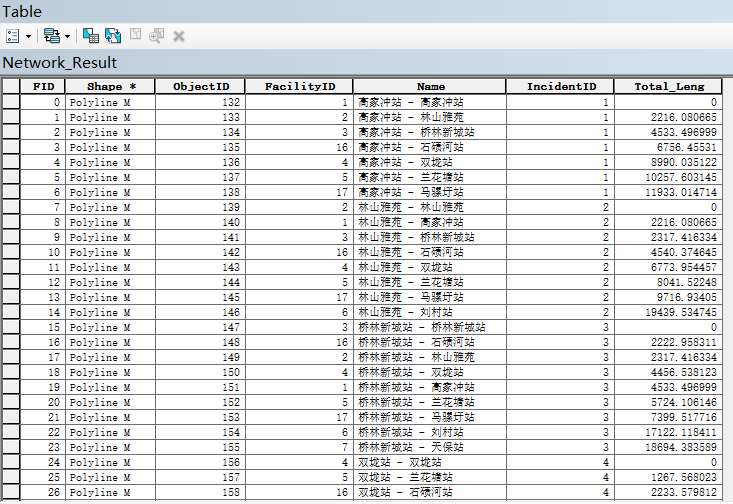 Table
Network_Result
FID Shape * ObjectID FacilityID Name IncidentID Total_Leng
0 Polyline M 132 1 高家冲站 - 高家冲站 1 0
1 Polyline M 133 2 高家冲站 - 林山雅苑 1 2216.080665
2 Polyline M 134 3 高家冲站 - 桥林新城站 1 4533.496999
3 Polyline M 135 16 高家冲站 - 石碛河站 1 6756.45531
4 Polyline M 136 4 高家冲站 - 双垅站 1 8990.035122
5 Polyline M 137 5 高家冲站 - 兰花塘站 1 10257.603145
6 Polyline M 138 17 高家冲站 - 马骡圩站 1 11933.014714
7 Polyline M 139 2 林山雅苑 - 林山雅苑 2 0
8 Polyline M 140 1 林山雅苑 - 高家冲站 2 2216.080665
9 Polyline M 141 3 林山雅苑 - 桥林新城站 2 2317.416334
10 Polyline M 142 16 林山雅苑 - 石碛河站 2 4540.374645
11 Polyline M 143 4 林山雅苑 - 双垅站 2 6773.954457
12 Polyline M 144 5 林山雅苑 - 兰花塘站 2 8041.52248
13 Polyline M 145 17 林山雅苑 - 马骡圩站 2 9716.93405
14 Polyline M 146 6 林山雅苑 - 刘村站 2 19439.534745
15 Polyline M 147 3 桥林新城站 - 桥林新城站 3 0
16 Polyline M 148 16 桥林新城站 - 石碛河站 3 2222.958311
17 Polyline M 149 2 桥林新城站 - 林山雅苑 3 2317.416334
18 Polyline M 150 4 桥林新城站 - 双垅站 3 4456.538123
19 Polyline M 151 1 桥林新城站 - 高家冲站 3 4533.496999
20 Polyline M 152 5 桥林新城站 - 兰花塘站 3 5724.106146
21 Polyline M 153 17 桥林新城站 - 马骡圩站 3 7399.517716
22 Polyline M 154 6 桥林新城站 - 刘村站 3 17122.118411
23 Polyline M 155 7 桥林新城站 - 天保站 3 18694.383589
24 Polyline M 156 4 双垅站 - 双垅站 4 0
25 Polyline M 157 5 双垅站 - 兰花塘站 4 1267.568023
26 Polyline M 158 16 双垅站 - 石碛河站 4 2233.579812